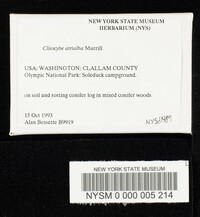 NEW YORK STATE MUSEUM
HERBARIUM (NYS)
Clitocybe atrialba Murrill
USA: WASHINGTON: CLALLAM COUNTY
Olympic National Park: Soleduck campground.
on soil and rotting conifer log in mixed conifer woods
15 Oct 1993
Alan Bessette B9919
NEW YORK STATE MUSEUM
NYSM 0 000 005 214